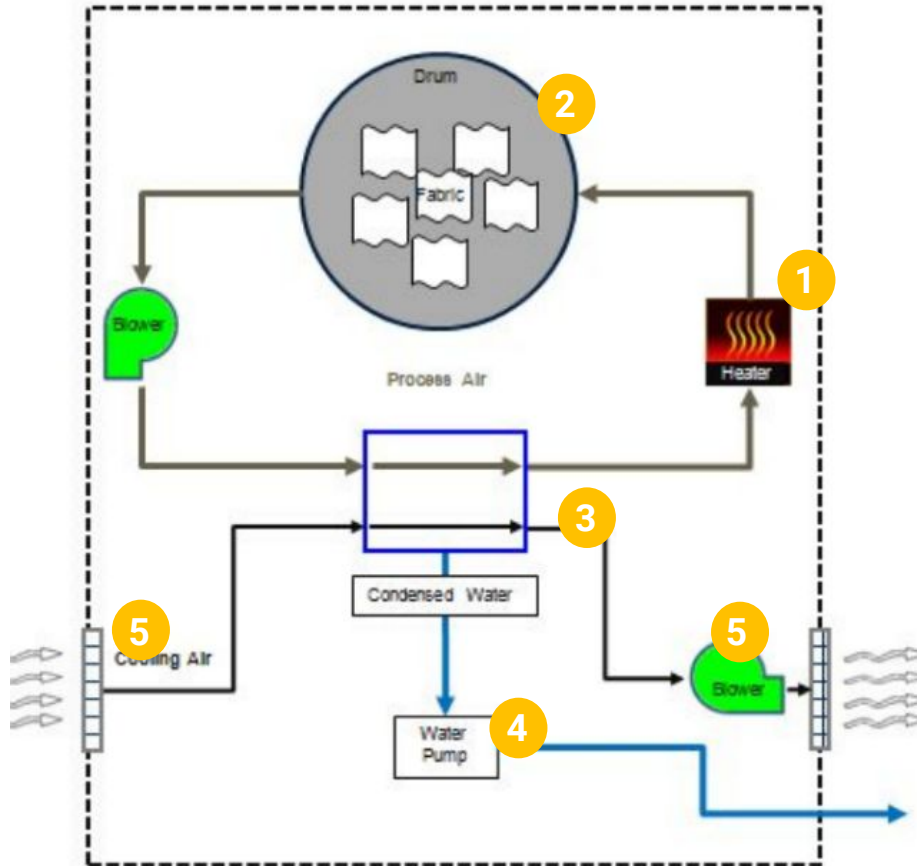 Drum
2
Fabric
1
Blower
Heater
Process Air
3
Condensed Water
5
Cooling Air
5
Blower
Water
Pump
4